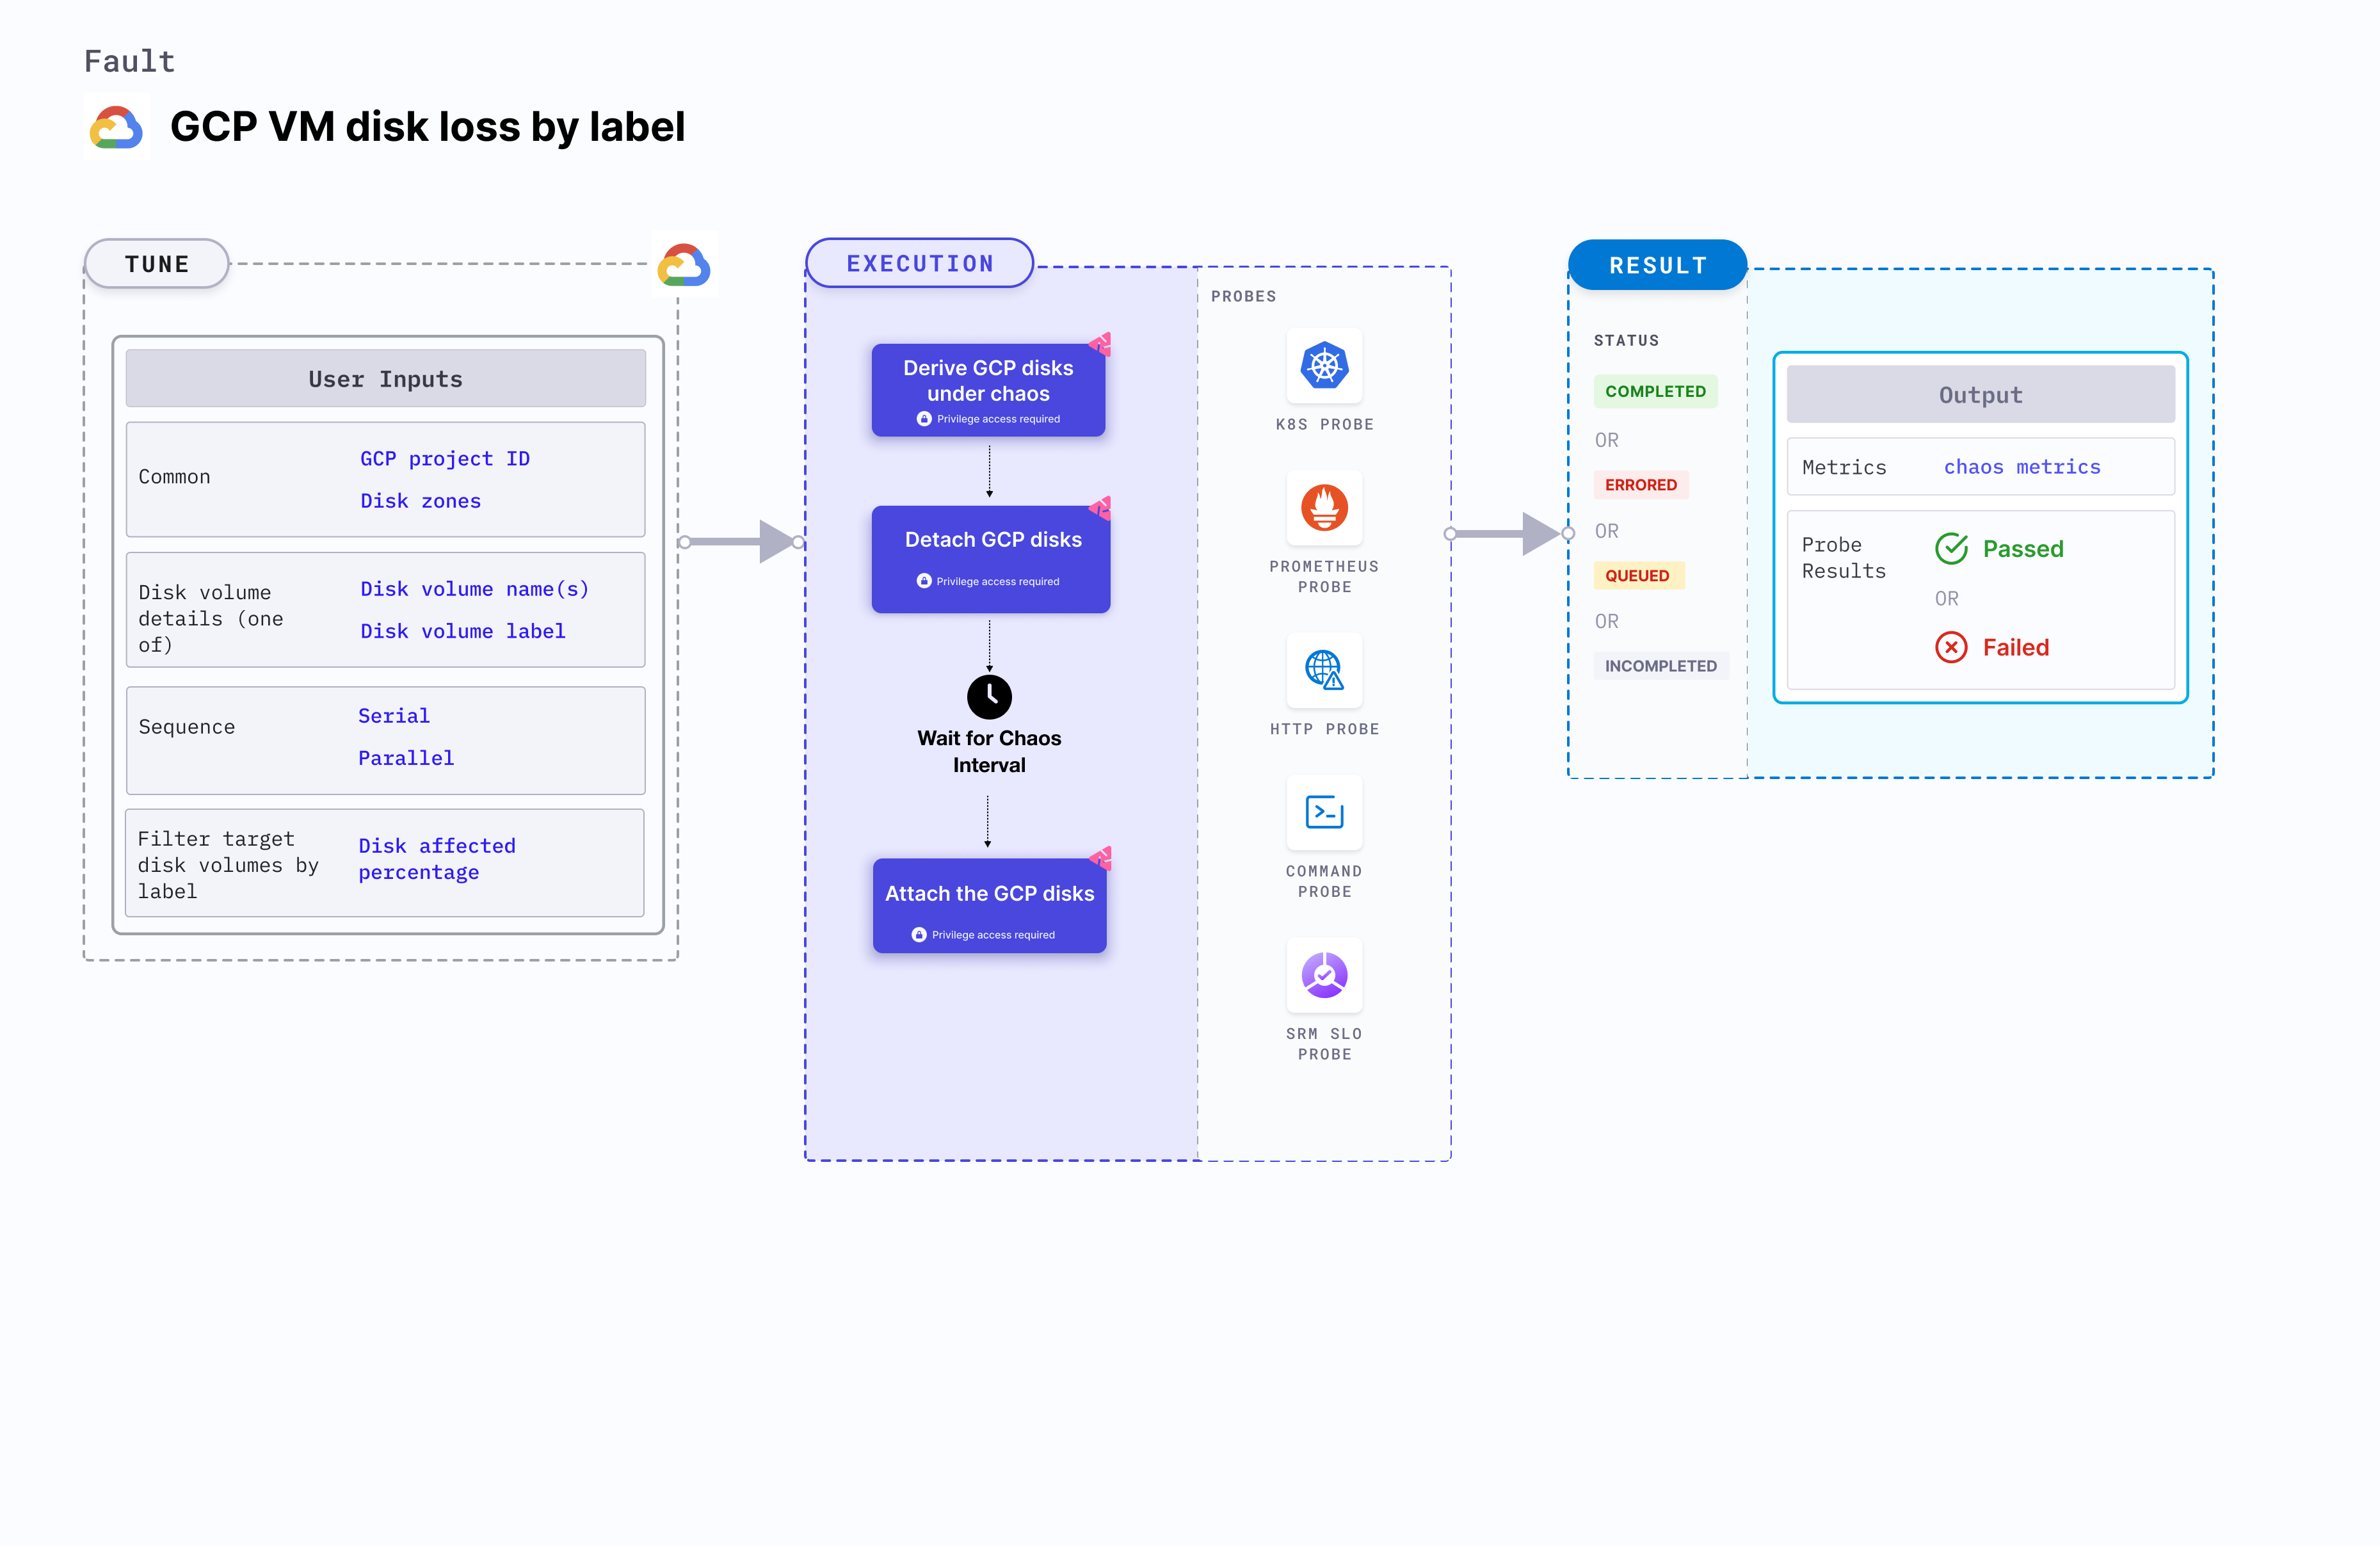 Fault
GCP VM disk loss by label
TUNE
User Inputs
Common
GCP project ID
Disk zones
Disk volume
details (one
of)
Disk volume name(s)
Disk volume label
Sequence
Serial
Parallel
Filter target
disk volumes by
label
Disk affected
percentage
EXECUTION
Derive GCP disks
under chaos
Privilege access required
Detach GCP disks
Privilege access required
Wait for Chaos
Interval
Attach the GCP disks
Privilege access required
PROBES
K8S PROBE
PROMETHEUS
PROBE
HTTP PROBE
COMMAND
PROBE
SRM SLO
PROBE
RESULT
STATUS
COMPLETED
OR
ERRORED
OR
QUEUED
OR
INCOMPLETED
Output
Metrics
chaos metrics
Probe
Results
Passed
OR
Failed